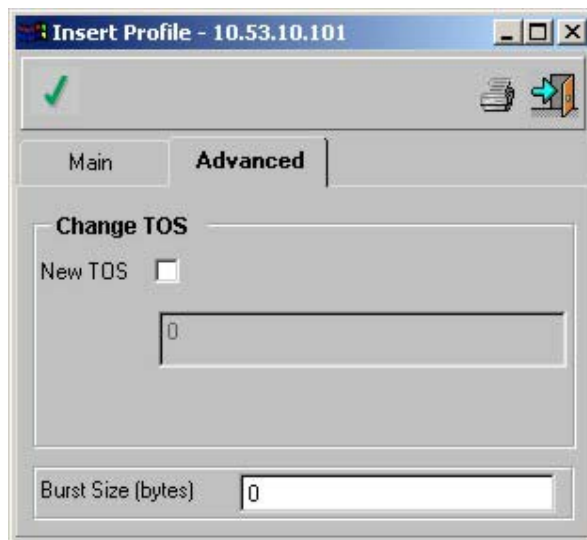 Insert Profile - 10.53.10.101
Main
Advanced
Change TOS
New TOS
0
Burst Size (bytes)
0